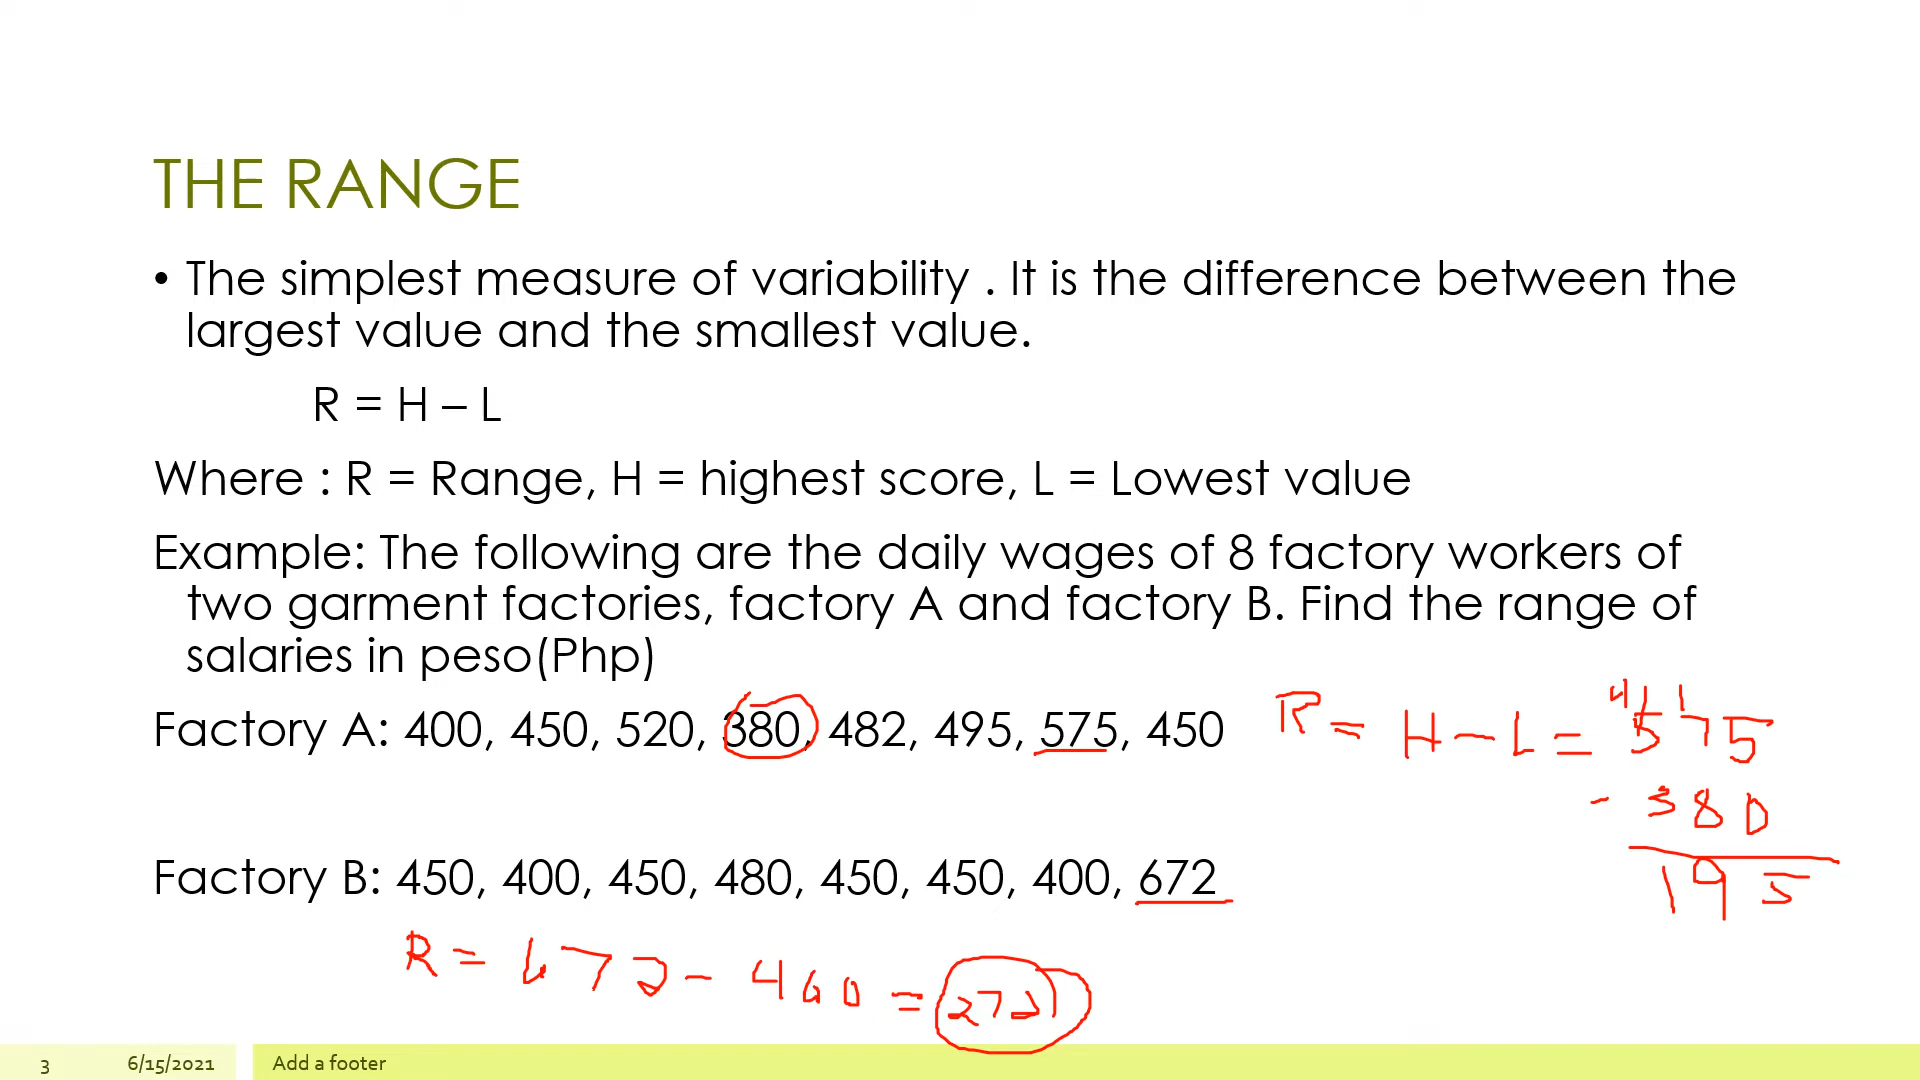 THE RANGE
• The simplest measure of variability . It is the difference between the
largest value and the smallest value.
R = H – L
Where : R = Range, H = highest score, L = Lowest value
Example: The following are the daily wages of 8 factory workers of
two garment factories, factory A and factory B. Find the range of
salaries in peso(Php)
Factory A: 400, 450, 520, 380, 482, 495, 575, 450
R = H - L = 575
4 1
- 380
195
Factory B: 450, 400, 450, 480, 450, 450, 400, 672
R = 672 - 400 = 272
3
6/15/2021
Add a footer